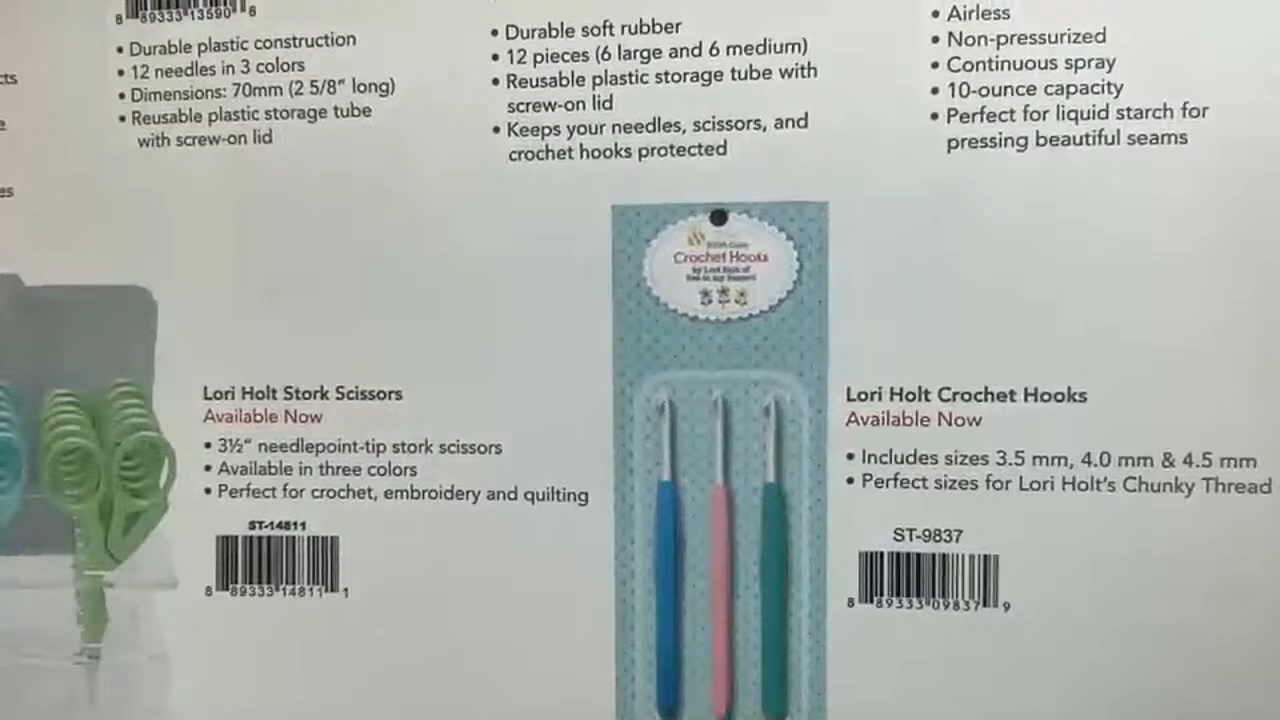 8 89333 13590 8
• Durable plastic construction
• 12 needles in 3 colors
• Dimensions: 70mm (2 5/8" long)
• Reusable plastic storage tube
with screw-on lid
• Durable soft rubber
• 12 pieces (6 large and 6 medium)
• Reusable plastic storage tube with
screw-on lid
• Keeps your needles, scissors, and
crochet hooks protected
• Airless
• Non-pressurized
• Continuous spray
• 10-ounce capacity
• Perfect for liquid starch for
pressing beautiful seams
Crochet Hooks
Lori Holt Stork Scissors
Available Now
• 3½" needlepoint-tip stork scissors
• Available in three colors
• Perfect for crochet, embroidery and quilting
ST-14811
8 89333 14811 1
Lori Holt Crochet Hooks
Available Now
• Includes sizes 3.5 mm, 4.0 mm & 4.5 mm
• Perfect sizes for Lori Holt's Chunky Thread
ST-9837
8 89333 09837 9